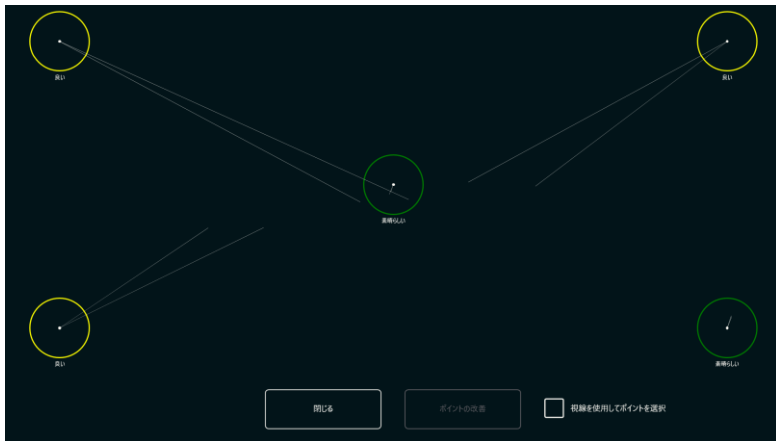 良い
良い
素晴らしい
良い
素晴らしい
閉じる
ポイントの改善
視線を使用してポイントを選択